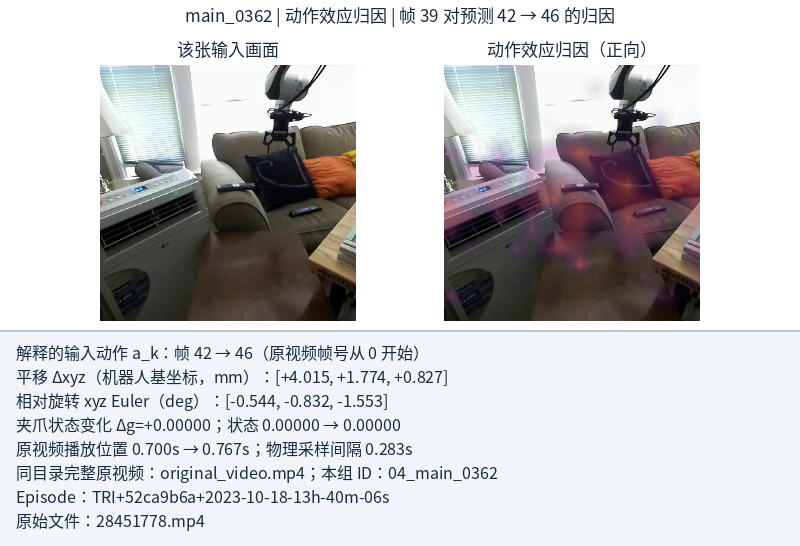 main_0362 | 动作效应归因 | 帧 39 对预测 42 → 46 的归因
该张输入画面
动作效应归因（正向）
解释的输入动作 a_k：帧 42 → 46（原视频帧号从 0 开始）
平移 Δxyz（机器人基坐标，mm）：[+4.015, +1.774, +0.827]
相对旋转 xyz Euler（deg）：[-0.544, -0.832, -1.553]
夹爪状态变化 Δg=+0.00000；状态 0.00000 → 0.00000
原视频播放位置 0.700s → 0.767s；物理采样间隔 0.283s
同目录完整原视频：original_video.mp4；本组 ID：04_main_0362
Episode：TRI+52ca9b6a+2023-10-18-13h-40m-06s
原始文件：28451778.mp4